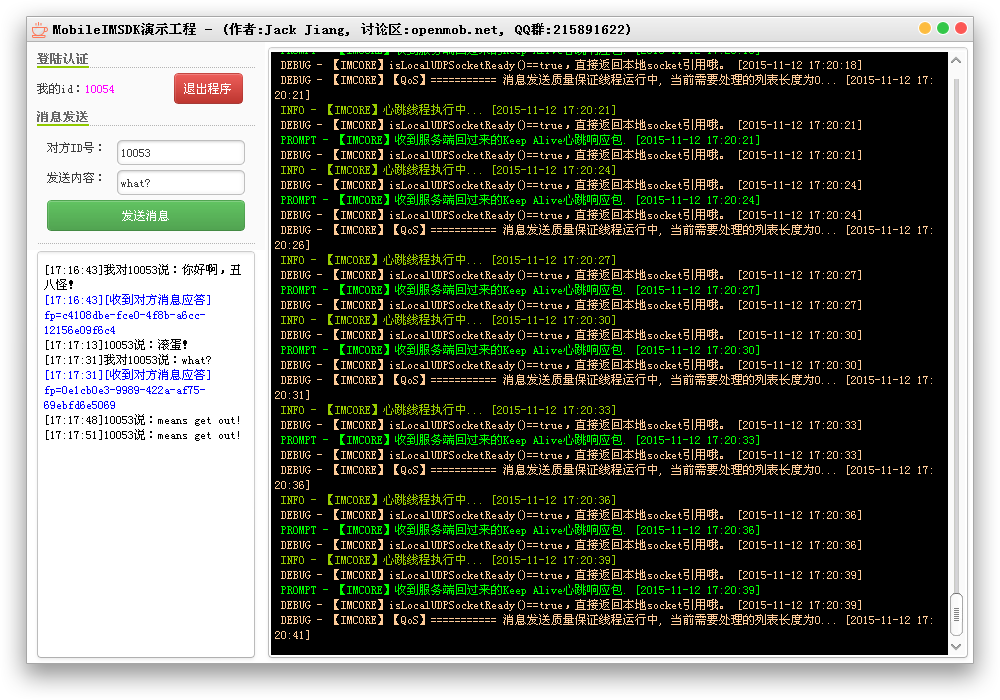 MobileIMSDK演示工程 - (作者:Jack Jiang, 讨论区:openmob.net, QQ群:215891622)
登陆认证
我的id：10054
退出程序
消息发送
对方ID号：
10053
发送内容：
what?
发送消息
[17:16:43]我对10053说：你好啊，丑
八怪！
[17:16:43][收到对方消息应答]
fp=c4108dbe-fce0-4f8b-a6cc-
12156e09f6c4
[17:17:13]10053说：滚蛋！
[17:17:31]我对10053说：what?
[17:17:31][收到对方消息应答]
fp=0e1cb0e3-9989-422a-af75-
69ebfd6e5069
[17:17:48]10053说：means get out!
[17:17:51]10053说：means get out!
DEBUG - 【IMCORE】isLocalUDPSocketReady()==true，直接返回本地socket引用哦。 [2015-11-12 17:20:18]
DEBUG - 【IMCORE】【QoS】=========== 消息发送质量保证线程运行中, 当前需要处理的列表长度为0... [2015-11-12 17:
20:21]
INFO - 【IMCORE】心跳线程执行中... [2015-11-12 17:20:21]
DEBUG - 【IMCORE】isLocalUDPSocketReady()==true，直接返回本地socket引用哦。 [2015-11-12 17:20:21]
PROMPT - 【IMCORE】收到服务端回过来的Keep Alive心跳响应包. [2015-11-12 17:20:21]
DEBUG - 【IMCORE】isLocalUDPSocketReady()==true，直接返回本地socket引用哦。 [2015-11-12 17:20:21]
INFO - 【IMCORE】心跳线程执行中... [2015-11-12 17:20:24]
DEBUG - 【IMCORE】isLocalUDPSocketReady()==true，直接返回本地socket引用哦。 [2015-11-12 17:20:24]
PROMPT - 【IMCORE】收到服务端回过来的Keep Alive心跳响应包. [2015-11-12 17:20:24]
DEBUG - 【IMCORE】isLocalUDPSocketReady()==true，直接返回本地socket引用哦。 [2015-11-12 17:20:24]
DEBUG - 【IMCORE】【QoS】=========== 消息发送质量保证线程运行中, 当前需要处理的列表长度为0... [2015-11-12 17:
20:26]
INFO - 【IMCORE】心跳线程执行中... [2015-11-12 17:20:27]
DEBUG - 【IMCORE】isLocalUDPSocketReady()==true，直接返回本地socket引用哦。 [2015-11-12 17:20:27]
PROMPT - 【IMCORE】收到服务端回过来的Keep Alive心跳响应包. [2015-11-12 17:20:27]
DEBUG - 【IMCORE】isLocalUDPSocketReady()==true，直接返回本地socket引用哦。 [2015-11-12 17:20:27]
INFO - 【IMCORE】心跳线程执行中... [2015-11-12 17:20:30]
DEBUG - 【IMCORE】isLocalUDPSocketReady()==true，直接返回本地socket引用哦。 [2015-11-12 17:20:30]
PROMPT - 【IMCORE】收到服务端回过来的Keep Alive心跳响应包. [2015-11-12 17:20:30]
DEBUG - 【IMCORE】isLocalUDPSocketReady()==true，直接返回本地socket引用哦。 [2015-11-12 17:20:30]
DEBUG - 【IMCORE】【QoS】=========== 消息发送质量保证线程运行中, 当前需要处理的列表长度为0... [2015-11-12 17:
20:31]
INFO - 【IMCORE】心跳线程执行中... [2015-11-12 17:20:33]
DEBUG - 【IMCORE】isLocalUDPSocketReady()==true，直接返回本地socket引用哦。 [2015-11-12 17:20:33]
PROMPT - 【IMCORE】收到服务端回过来的Keep Alive心跳响应包. [2015-11-12 17:20:33]
DEBUG - 【IMCORE】isLocalUDPSocketReady()==true，直接返回本地socket引用哦。 [2015-11-12 17:20:33]
DEBUG - 【IMCORE】【QoS】=========== 消息发送质量保证线程运行中, 当前需要处理的列表长度为0... [2015-11-12 17:
20:36]
INFO - 【IMCORE】心跳线程执行中... [2015-11-12 17:20:36]
DEBUG - 【IMCORE】isLocalUDPSocketReady()==true，直接返回本地socket引用哦。 [2015-11-12 17:20:36]
PROMPT - 【IMCORE】收到服务端回过来的Keep Alive心跳响应包. [2015-11-12 17:20:36]
DEBUG - 【IMCORE】isLocalUDPSocketReady()==true，直接返回本地socket引用哦。 [2015-11-12 17:20:36]
INFO - 【IMCORE】心跳线程执行中... [2015-11-12 17:20:39]
DEBUG - 【IMCORE】isLocalUDPSocketReady()==true，直接返回本地socket引用哦。 [2015-11-12 17:20:39]
PROMPT - 【IMCORE】收到服务端回过来的Keep Alive心跳响应包. [2015-11-12 17:20:39]
DEBUG - 【IMCORE】isLocalUDPSocketReady()==true，直接返回本地socket引用哦。 [2015-11-12 17:20:39]
DEBUG - 【IMCORE】【QoS】=========== 消息发送质量保证线程运行中, 当前需要处理的列表长度为0... [2015-11-12 17:
20:41]